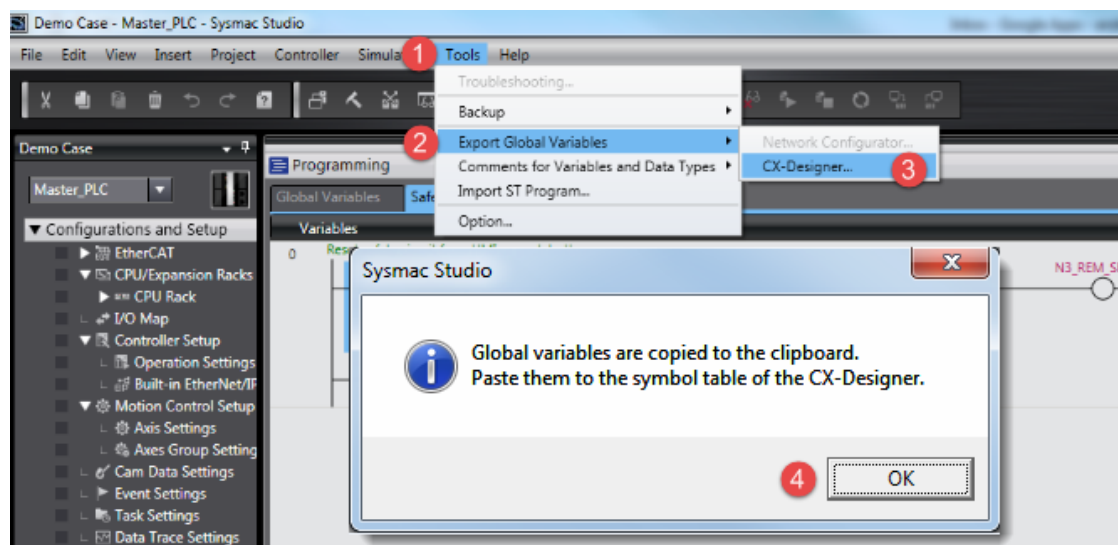 Demo Case - Master_PLC - Sysmac Studio
File Edit View Insert Project Controller Simula 1 Tools Help
Troubleshooting...
Backup
2 Export Global Variables
Network Configurator...
Comments for Variables and Data Types
CX-Designer... 3
Import ST Program...
Option...
Demo Case
Master_PLC
Programming
Global Variables Safe
Variables
0
Configurations and Setup
EtherCAT
CPU/Expansion Racks
CPU Rack
I/O Map
Controller Setup
Operation Settings
Built-in EtherNet/IP
Motion Control Setup
Axis Settings
Axes Group Setting
Cam Data Settings
Event Settings
Task Settings
Data Trace Settings
N3_REM_S
Sysmac Studio
Global variables are copied to the clipboard.
Paste them to the symbol table of the CX-Designer.
4 OK